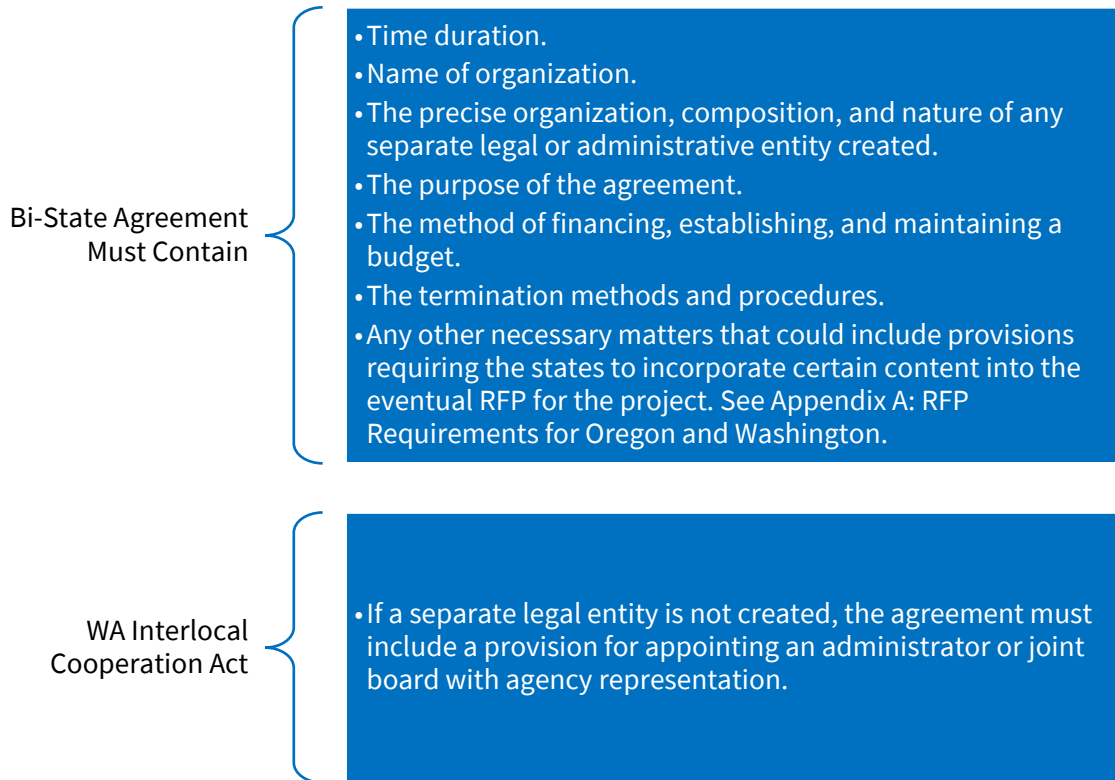 Bi-State Agreement
Must Contain
•Time duration.
•Name of organization.
•The precise organization, composition, and nature of any
separate legal or administrative entity created.
•The purpose of the agreement.
•The method of financing, establishing, and maintaining a
budget.
•The termination methods and procedures.
•Any other necessary matters that could include provisions
requiring the states to incorporate certain content into the
eventual RFP for the project. See Appendix A: RFP
Requirements for Oregon and Washington.
WA Interlocal
Cooperation Act
•If a separate legal entity is not created, the agreement must
include a provision for appointing an administrator or joint
board with agency representation.